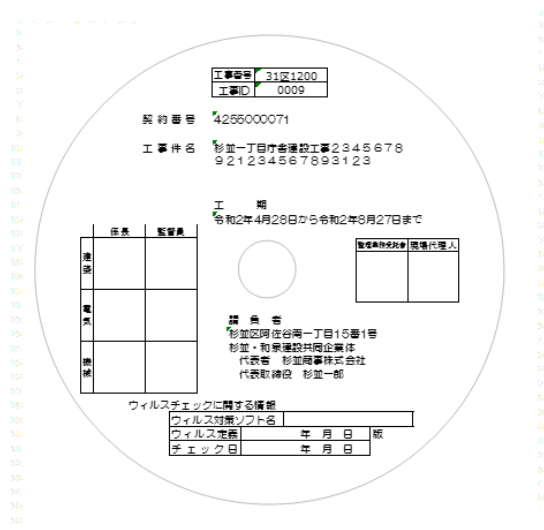 工事番号 31区1200
工事ID 0009
契約番号 4255000071
工事件名 杉並一丁目庁舎建設工事2345678
921234567893123
工 期
令和2年4月28日から令和2年8月27日まで
係長 監督員
建築
電気
機械
監理業務受託者 現場代理人
請負者
杉並区阿佐谷南一丁目15番1号
杉並・和泉建設共同企業体
代表者 杉並商事株式会社
代表取締役 杉並一郎
ウィルスチェックに関する情報
ウィルス対策ソフト名
ウィルス定義 年 月 日 版
チェック日 年 月 日